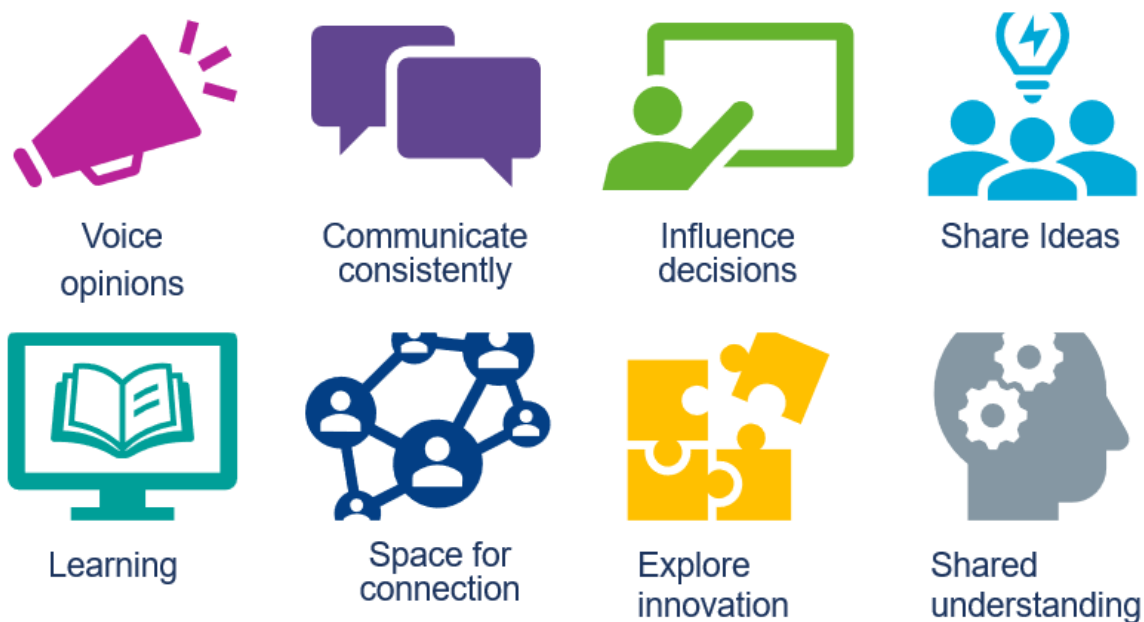 Voice
opinions
Communicate
consistently
Influence
decisions
Share Ideas
Learning
Space for
connection
Explore
innovation
Shared
understanding